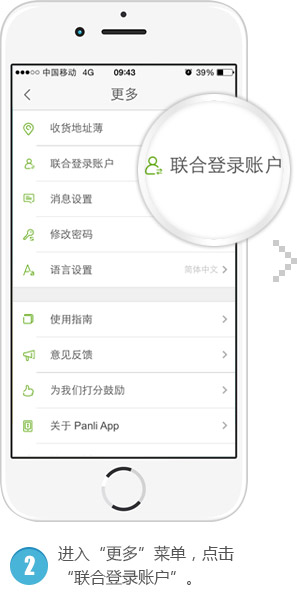 中国移动 4G 09:43 39%
更多
收货地址薄
联合登录账户
联合登录账户
消息设置
修改密码
语言设置 简体中文
使用指南
意见反馈
为我们打分鼓励
关于 Panli App
2 进入“更多”菜单，点击
“联合登录账户”。